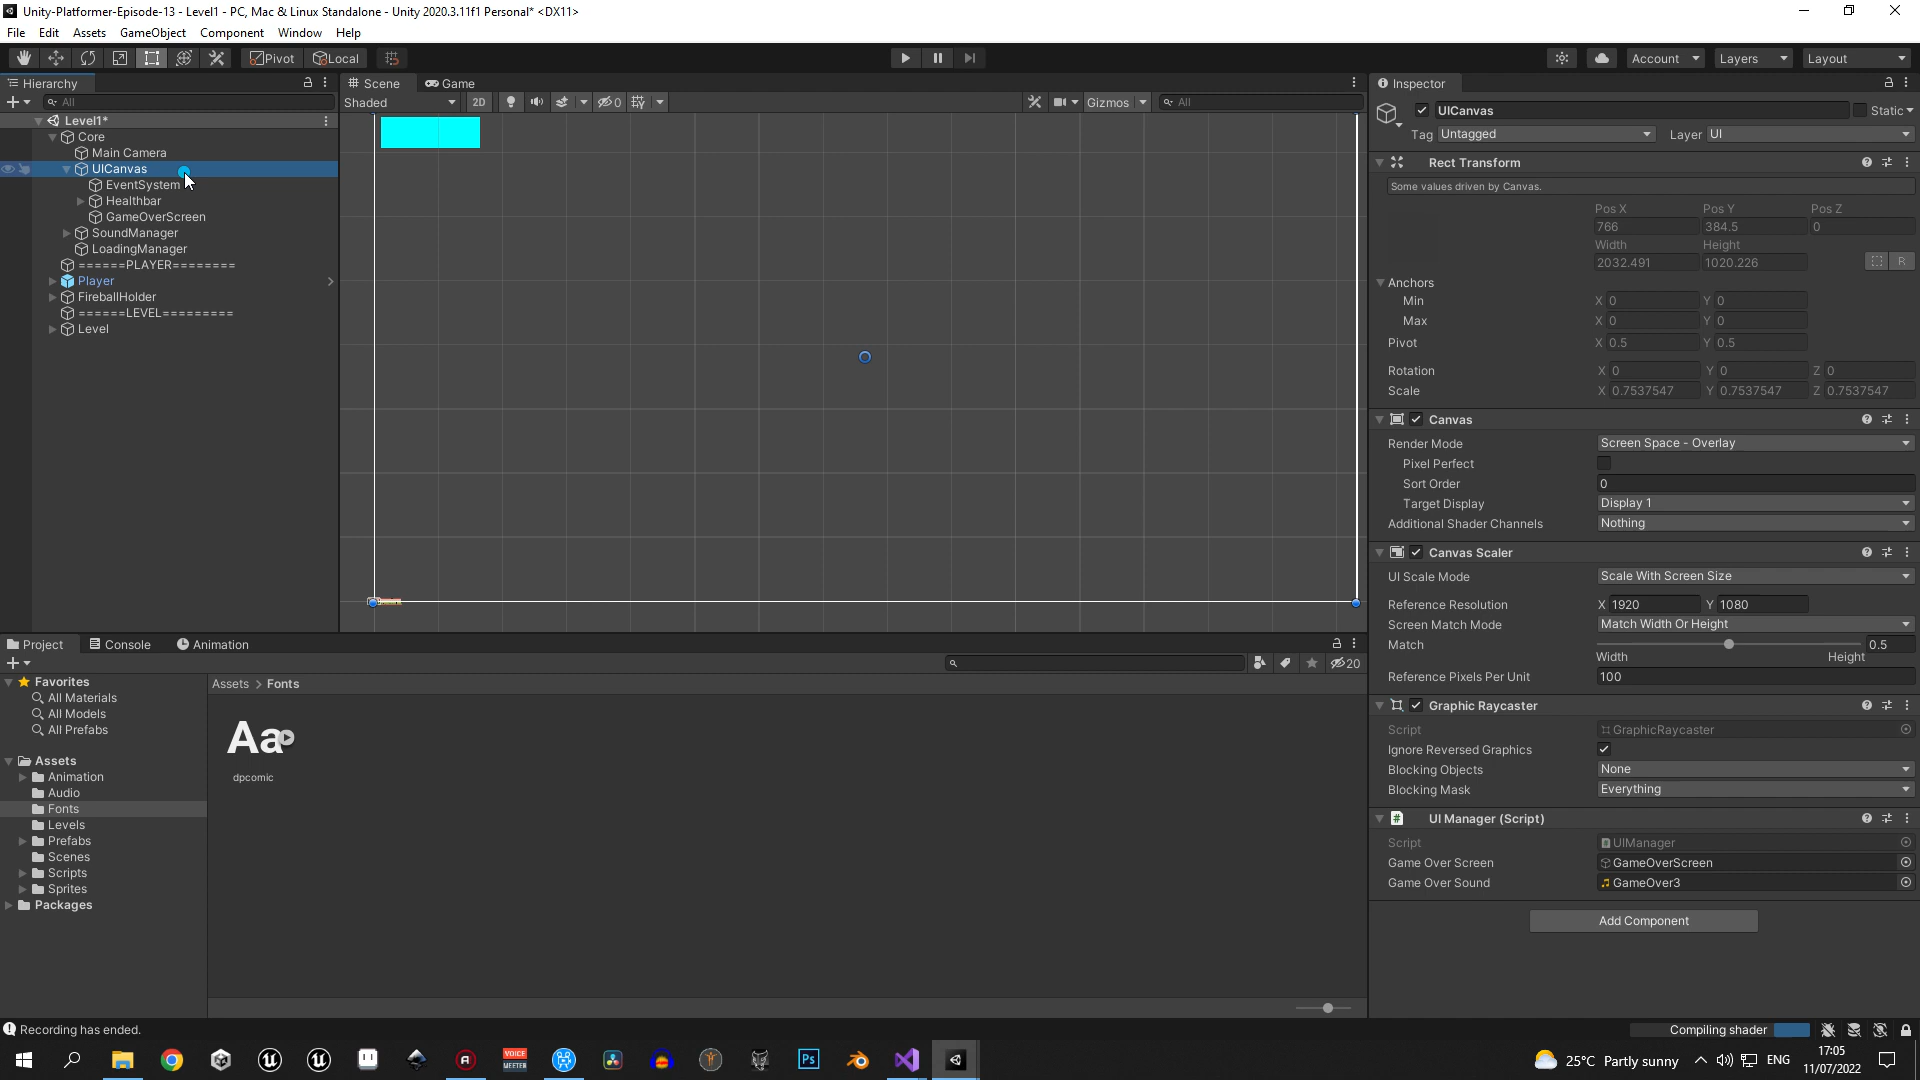 Unity-Platformer-Episode-13 - Level1 - PC, Mac & Linux Standalone - Unity 2020.3.11f1 Personal* <DX11>
File Edit Assets GameObject Component Window Help
Pivot Local Account Layers Layout
Hierarchy
All
Level1*
Core
Main Camera
UICanvas
EventSystem
Healthbar
GameOverScreen
SoundManager
LoadingManager
======PLAYER========
Player
FireballHolder
======LEVEL=========
Level
Scene Game
Shaded 2D 0 Gizmos All
Inspector
UICanvas Static
Tag Untagged Layer UI
Rect Transform
Some values driven by Canvas.
Pos X Pos Y Pos Z
766 384.5 0
Width Height
2032.491 1020.226 R
Anchors
Min X 0 Y 0
Max X 0 Y 0
Pivot X 0.5 Y 0.5
Rotation X 0 Y 0 Z 0
Scale X 0.7537547 Y 0.7537547 Z 0.7537547
Canvas
Render Mode Screen Space - Overlay
Pixel Perfect
Sort Order 0
Target Display Display 1
Additional Shader Channels Nothing
Canvas Scaler
UI Scale Mode Scale With Screen Size
Reference Resolution X 1920 Y 1080
Screen Match Mode Match Width Or Height
Match 0.5
Width Height
Reference Pixels Per Unit 100
Graphic Raycaster
Script GraphicRaycaster
Ignore Reversed Graphics
Blocking Objects None
Blocking Mask Everything
UI Manager (Script)
Script UIManager
Game Over Screen GameOverScreen
Game Over Sound GameOver3
Add Component
Project Console Animation
20
Favorites
All Materials
All Models
All Prefabs
Assets
Animation
Audio
Fonts
Levels
Prefabs
Scenes
Scripts
Sprites
Packages
Assets > Fonts
Aa
dpcomic
Recording has ended.
Compiling shader
VOICE
MEETER
Ps
25°C Partly sunny ENG
17:05
11/07/2022